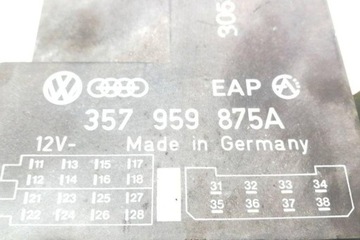 305
EAP
357 959 875A
12V- Made in Germany
11 13 15 17
12 14 16 18
21 23 25 27
22 24 26 28
31 32 33 34
35 36 37 38